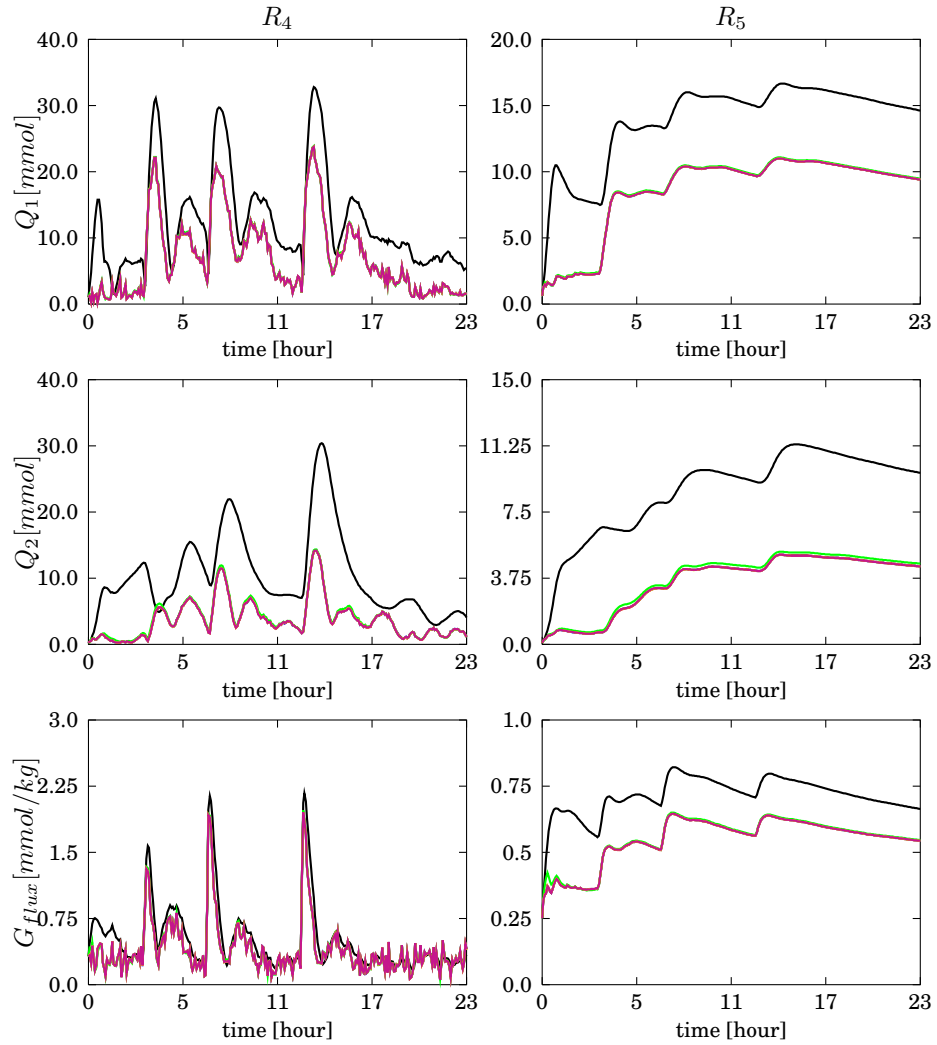 R4 R5
40.0 20.0
30.0 15.0
20.0 10.0
10.0 5.0
0.0 0.0
Q1[mmol]
0 5 11 17 23 0 5 11 17 23
time [hour] time [hour]
40.0 15.0
30.0 11.25
20.0 7.5
10.0 3.75
0.0 0.0
Q2[mmol]
0 5 11 17 23 0 5 11 17 23
time [hour] time [hour]
3.0 1.0
2.25 0.75
1.5 0.5
0.75 0.25
0.0 0.0
Gflux[mmol/kg]
0 5 11 17 23 0 5 11 17 23
time [hour] time [hour]